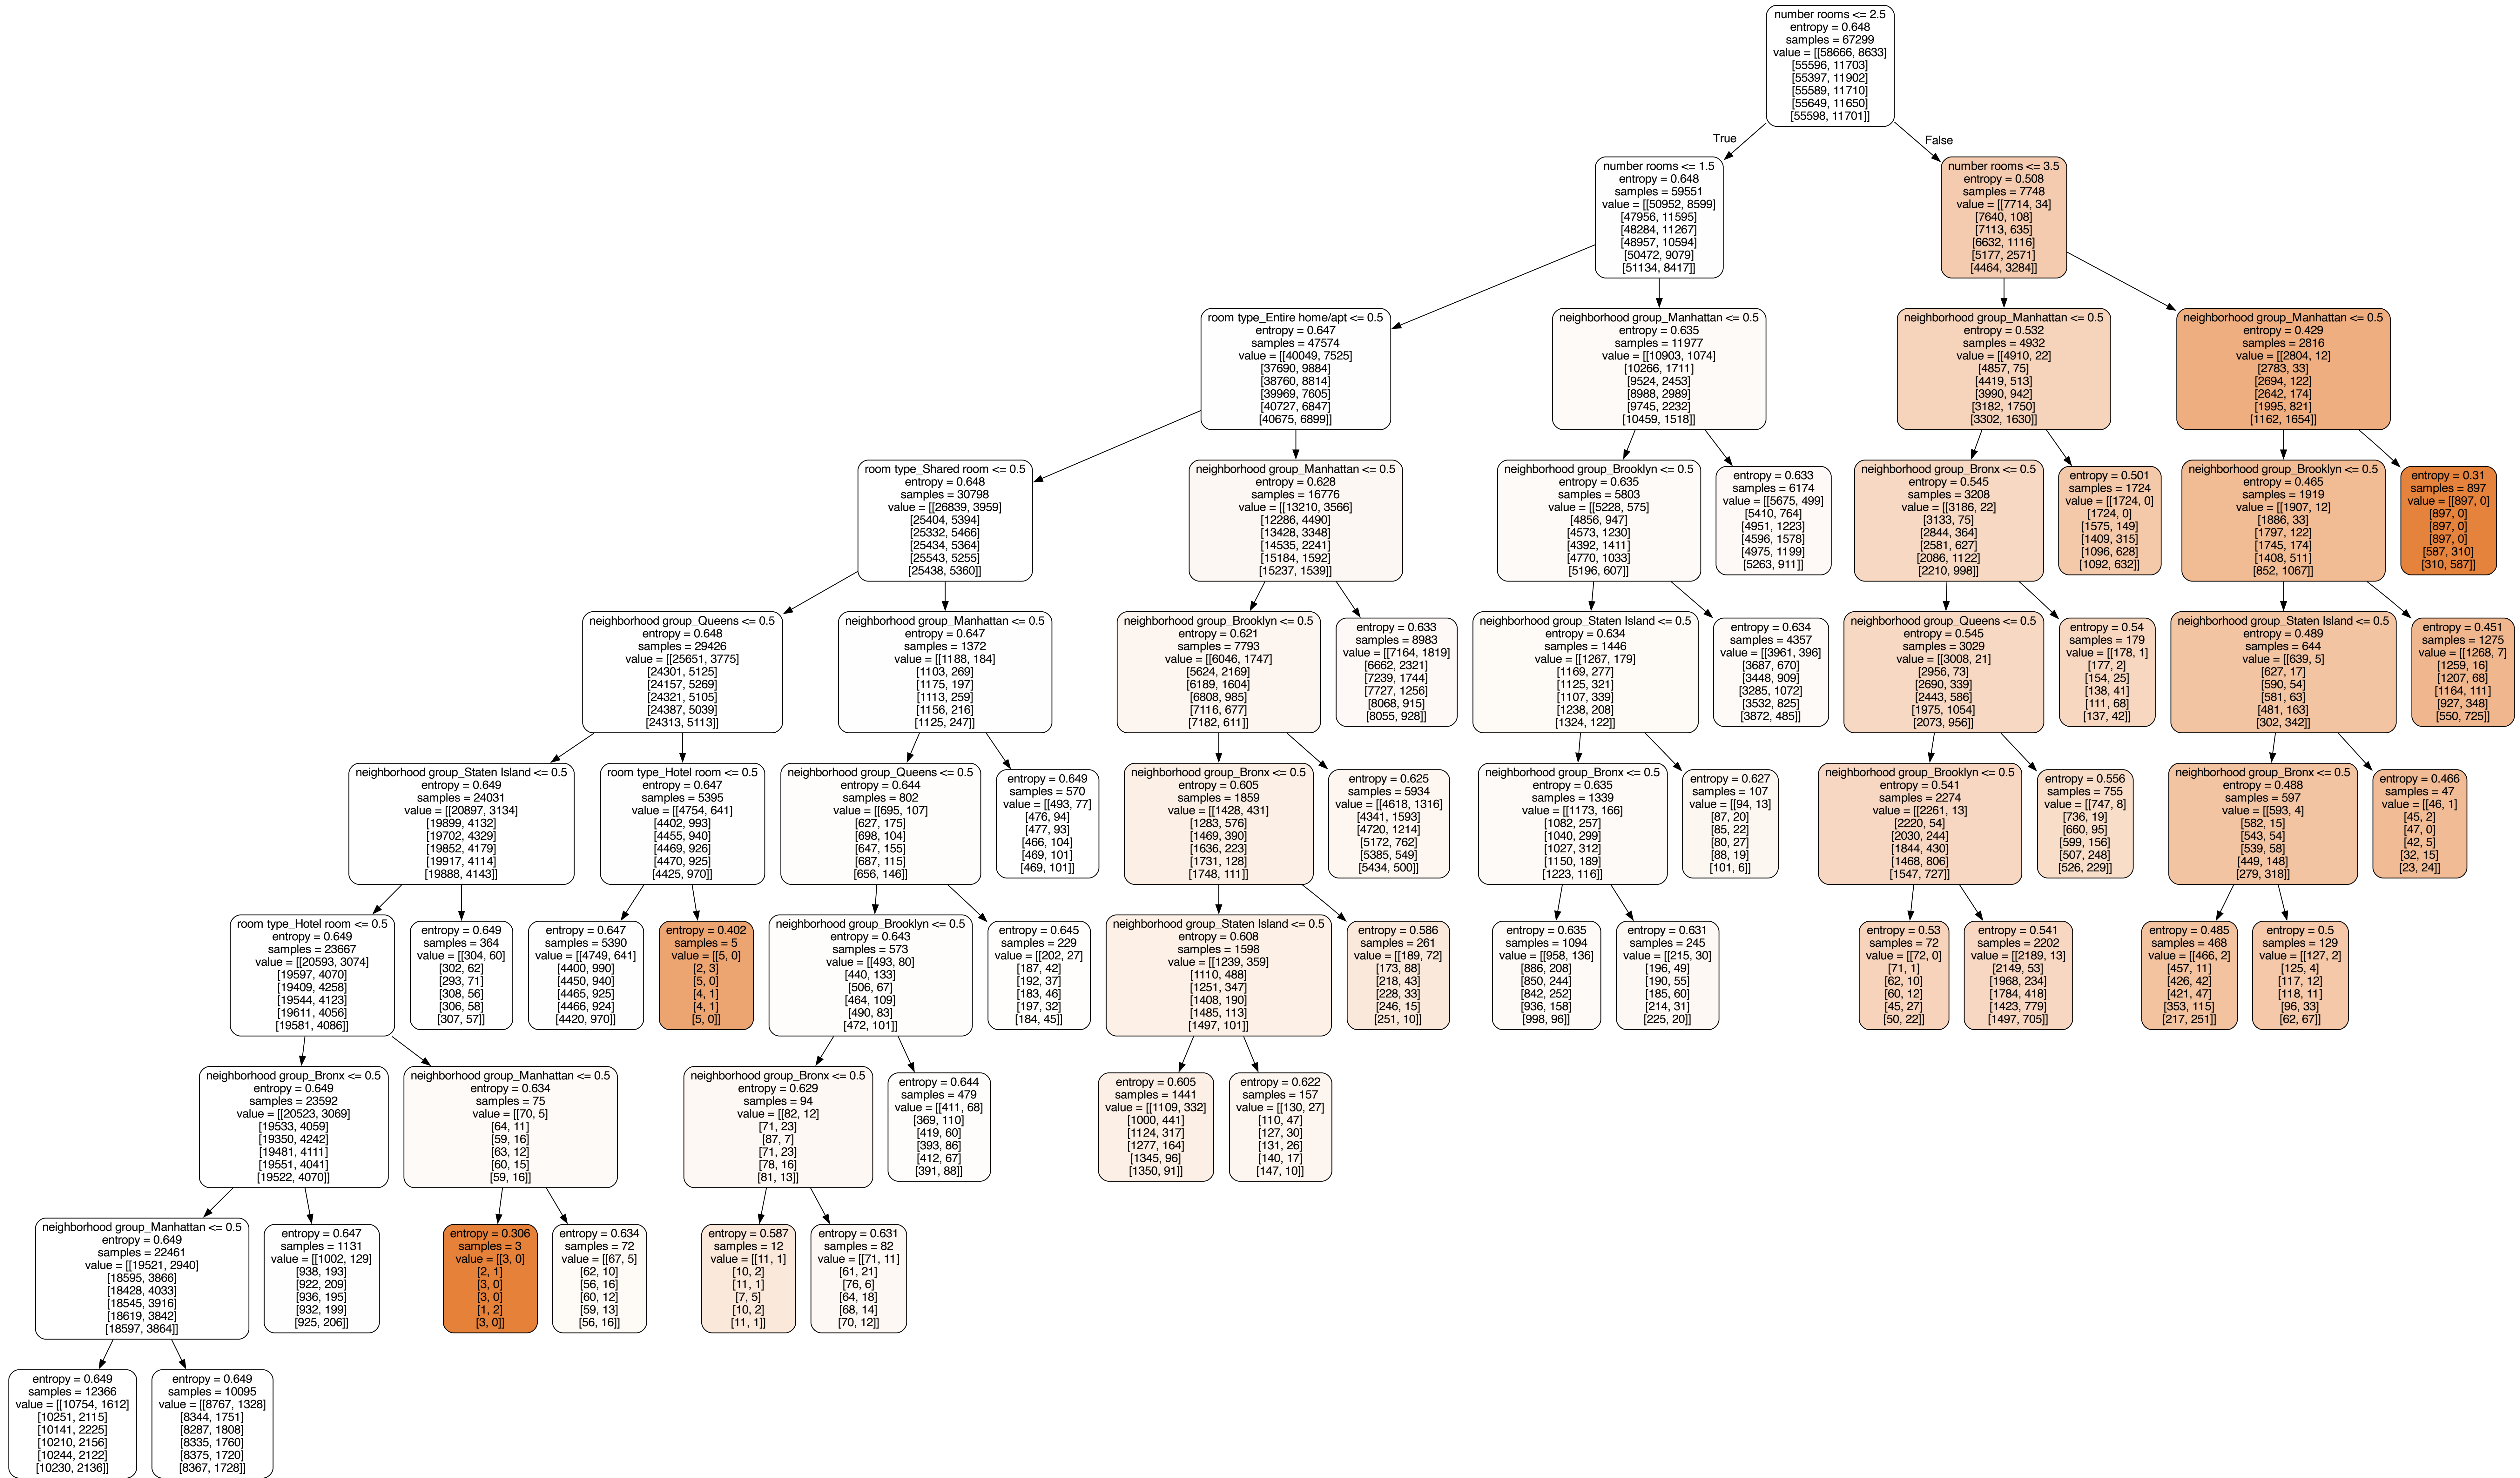 number rooms <= 2.5
entropy = 0.648
samples = 67299
value = [[58666, 8633]
[55596, 11703]
[55397, 11902]
[55589, 11710]
[55649, 11650]
[55598, 11701]]
True
False
number rooms <= 1.5
entropy = 0.648
samples = 59551
value = [[50952, 8599]
[47956, 11595]
[48284, 11267]
[48957, 10594]
[50472, 9079]
[51134, 8417]]
number rooms <= 3.5
entropy = 0.508
samples = 7748
value = [[7714, 34]
[7640, 108]
[7113, 635]
[6632, 1116]
[5177, 2571]
[4464, 3284]]
room type_Entire home/apt <= 0.5
entropy = 0.647
samples = 47574
value = [[40049, 7525]
[37690, 9884]
[38760, 8814]
[39969, 7605]
[40727, 6847]
[40675, 6899]]
neighborhood group_Manhattan <= 0.5
entropy = 0.635
samples = 11977
value = [[10903, 1074]
[10266, 1711]
[9524, 2453]
[8988, 2989]
[9745, 2232]
[10459, 1518]]
neighborhood group_Manhattan <= 0.5
entropy = 0.532
samples = 4932
value = [[4910, 22]
[4857, 75]
[4419, 513]
[3990, 942]
[3182, 1750]
[3302, 1630]]
neighborhood group_Manhattan <= 0.5
entropy = 0.429
samples = 2816
value = [[2804, 12]
[2783, 33]
[2694, 122]
[2642, 174]
[1995, 821]
[1162, 1654]]
room type_Shared room <= 0.5
entropy = 0.648
samples = 30798
value = [[26839, 3959]
[25404, 5394]
[25332, 5466]
[25434, 5364]
[25543, 5255]
[25438, 5360]]
neighborhood group_Manhattan <= 0.5
entropy = 0.628
samples = 16776
value = [[13210, 3566]
[12286, 4490]
[13428, 3348]
[14535, 2241]
[15184, 1592]
[15237, 1539]]
neighborhood group_Brooklyn <= 0.5
entropy = 0.635
samples = 5803
value = [[5228, 575]
[4856, 947]
[4573, 1230]
[4392, 1411]
[4770, 1033]
[5196, 607]]
entropy = 0.633
samples = 6174
value = [[5675, 499]
[5410, 764]
[4951, 1223]
[4596, 1578]
[4975, 1199]
[5263, 911]]
neighborhood group_Bronx <= 0.5
entropy = 0.545
samples = 3208
value = [[3186, 22]
[3133, 75]
[2844, 364]
[2581, 627]
[2086, 1122]
[2210, 998]]
entropy = 0.501
samples = 1724
value = [[1724, 0]
[1724, 0]
[1575, 149]
[1409, 315]
[1096, 628]
[1092, 632]]
neighborhood group_Brooklyn <= 0.5
entropy = 0.465
samples = 1919
value = [[1907, 12]
[1886, 33]
[1797, 122]
[1745, 174]
[1408, 511]
[852, 1067]]
entropy = 0.31
samples = 897
value = [[897, 0]
[897, 0]
[897, 0]
[897, 0]
[587, 310]
[310, 587]]
neighborhood group_Queens <= 0.5
entropy = 0.648
samples = 29426
value = [[25651, 3775]
[24301, 5125]
[24157, 5269]
[24321, 5105]
[24387, 5039]
[24313, 5113]]
neighborhood group_Manhattan <= 0.5
entropy = 0.647
samples = 1372
value = [[1188, 184]
[1103, 269]
[1175, 197]
[1113, 259]
[1156, 216]
[1125, 247]]
neighborhood group_Brooklyn <= 0.5
entropy = 0.621
samples = 7793
value = [[6046, 1747]
[5624, 2169]
[6189, 1604]
[6808, 985]
[7116, 677]
[7182, 611]]
entropy = 0.633
samples = 8983
value = [[7164, 1819]
[6662, 2321]
[7239, 1744]
[7727, 1256]
[8068, 915]
[8055, 928]]
neighborhood group_Staten Island <= 0.5
entropy = 0.634
samples = 1446
value = [[1267, 179]
[1169, 277]
[1125, 321]
[1107, 339]
[1238, 208]
[1324, 122]]
entropy = 0.634
samples = 4357
value = [[3961, 396]
[3687, 670]
[3448, 909]
[3285, 1072]
[3532, 825]
[3872, 485]]
neighborhood group_Queens <= 0.5
entropy = 0.545
samples = 3029
value = [[3008, 21]
[2956, 73]
[2690, 339]
[2443, 586]
[1975, 1054]
[2073, 956]]
entropy = 0.54
samples = 179
value = [[178, 1]
[177, 2]
[154, 25]
[138, 41]
[111, 68]
[137, 42]]
neighborhood group_Staten Island <= 0.5
entropy = 0.489
samples = 644
value = [[639, 5]
[627, 17]
[590, 54]
[581, 63]
[481, 163]
[302, 342]]
entropy = 0.451
samples = 1275
value = [[1268, 7]
[1259, 16]
[1207, 68]
[1164, 111]
[927, 348]
[550, 725]]
neighborhood group_Staten Island <= 0.5
entropy = 0.649
samples = 24031
value = [[20897, 3134]
[19899, 4132]
[19702, 4329]
[19852, 4179]
[19917, 4114]
[19888, 4143]]
room type_Hotel room <= 0.5
entropy = 0.647
samples = 5395
value = [[4754, 641]
[4402, 993]
[4455, 940]
[4469, 926]
[4470, 925]
[4425, 970]]
neighborhood group_Queens <= 0.5
entropy = 0.644
samples = 802
value = [[695, 107]
[627, 175]
[698, 104]
[647, 155]
[687, 115]
[656, 146]]
entropy = 0.649
samples = 570
value = [[493, 77]
[476, 94]
[477, 93]
[466, 104]
[469, 101]
[469, 101]]
neighborhood group_Bronx <= 0.5
entropy = 0.605
samples = 1859
value = [[1428, 431]
[1283, 576]
[1469, 390]
[1636, 223]
[1731, 128]
[1748, 111]]
entropy = 0.625
samples = 5934
value = [[4618, 1316]
[4341, 1593]
[4720, 1214]
[5172, 762]
[5385, 549]
[5434, 500]]
neighborhood group_Bronx <= 0.5
entropy = 0.635
samples = 1339
value = [[1173, 166]
[1082, 257]
[1040, 299]
[1027, 312]
[1150, 189]
[1223, 116]]
entropy = 0.627
samples = 107
value = [[94, 13]
[87, 20]
[85, 22]
[80, 27]
[88, 19]
[101, 6]]
neighborhood group_Brooklyn <= 0.5
entropy = 0.541
samples = 2274
value = [[2261, 13]
[2220, 54]
[2030, 244]
[1844, 430]
[1468, 806]
[1547, 727]]
entropy = 0.556
samples = 755
value = [[747, 8]
[736, 19]
[660, 95]
[599, 156]
[507, 248]
[526, 229]]
neighborhood group_Bronx <= 0.5
entropy = 0.488
samples = 597
value = [[593, 4]
[582, 15]
[543, 54]
[539, 58]
[449, 148]
[279, 318]]
entropy = 0.466
samples = 47
value = [[46, 1]
[45, 2]
[47, 0]
[42, 5]
[32, 15]
[23, 24]]
room type_Hotel room <= 0.5
entropy = 0.649
samples = 23667
value = [[20593, 3074]
[19597, 4070]
[19409, 4258]
[19544, 4123]
[19611, 4056]
[19581, 4086]]
entropy = 0.649
samples = 364
value = [[304, 60]
[302, 62]
[293, 71]
[308, 56]
[306, 58]
[307, 57]]
entropy = 0.647
samples = 5390
value = [[4749, 641]
[4400, 990]
[4450, 940]
[4465, 925]
[4466, 924]
[4420, 970]]
entropy = 0.402
samples = 5
value = [[5, 0]
[2, 3]
[5, 0]
[4, 1]
[4, 1]
[5, 0]]
neighborhood group_Brooklyn <= 0.5
entropy = 0.643
samples = 573
value = [[493, 80]
[440, 133]
[506, 67]
[464, 109]
[490, 83]
[472, 101]]
entropy = 0.645
samples = 229
value = [[202, 27]
[187, 42]
[192, 37]
[183, 46]
[197, 32]
[184, 45]]
neighborhood group_Staten Island <= 0.5
entropy = 0.608
samples = 1598
value = [[1239, 359]
[1110, 488]
[1251, 347]
[1408, 190]
[1485, 113]
[1497, 101]]
entropy = 0.586
samples = 261
value = [[189, 72]
[173, 88]
[218, 43]
[228, 33]
[246, 15]
[251, 10]]
entropy = 0.635
samples = 1094
value = [[958, 136]
[886, 208]
[850, 244]
[842, 252]
[936, 158]
[998, 96]]
entropy = 0.631
samples = 245
value = [[215, 30]
[196, 49]
[190, 55]
[185, 60]
[214, 31]
[225, 20]]
entropy = 0.53
samples = 72
value = [[72, 0]
[71, 1]
[62, 10]
[60, 12]
[45, 27]
[50, 22]]
entropy = 0.541
samples = 2202
value = [[2189, 13]
[2149, 53]
[1968, 234]
[1784, 418]
[1423, 779]
[1497, 705]]
entropy = 0.485
samples = 468
value = [[466, 2]
[457, 11]
[426, 42]
[421, 47]
[353, 115]
[217, 251]]
entropy = 0.5
samples = 129
value = [[127, 2]
[125, 4]
[117, 12]
[118, 11]
[96, 33]
[62, 67]]
neighborhood group_Bronx <= 0.5
entropy = 0.649
samples = 23592
value = [[20523, 3069]
[19533, 4059]
[19350, 4242]
[19481, 4111]
[19551, 4041]
[19522, 4070]]
neighborhood group_Manhattan <= 0.5
entropy = 0.634
samples = 75
value = [[70, 5]
[64, 11]
[59, 16]
[63, 12]
[60, 15]
[59, 16]]
neighborhood group_Bronx <= 0.5
entropy = 0.629
samples = 94
value = [[82, 12]
[71, 23]
[87, 7]
[71, 23]
[78, 16]
[81, 13]]
entropy = 0.644
samples = 479
value = [[411, 68]
[369, 110]
[419, 60]
[393, 86]
[412, 67]
[391, 88]]
entropy = 0.605
samples = 1441
value = [[1109, 332]
[1000, 441]
[1124, 317]
[1277, 164]
[1345, 96]
[1350, 91]]
entropy = 0.622
samples = 157
value = [[130, 27]
[110, 47]
[127, 30]
[131, 26]
[140, 17]
[147, 10]]
neighborhood group_Manhattan <= 0.5
entropy = 0.649
samples = 22461
value = [[19521, 2940]
[18595, 3866]
[18428, 4033]
[18545, 3916]
[18619, 3842]
[18597, 3864]]
entropy = 0.647
samples = 1131
value = [[1002, 129]
[938, 193]
[922, 209]
[936, 195]
[932, 199]
[925, 206]]
entropy = 0.306
samples = 3
value = [[3, 0]
[2, 1]
[3, 0]
[3, 0]
[1, 2]
[3, 0]]
entropy = 0.634
samples = 72
value = [[67, 5]
[62, 10]
[56, 16]
[60, 12]
[59, 13]
[56, 16]]
entropy = 0.587
samples = 12
value = [[11, 1]
[10, 2]
[11, 1]
[7, 5]
[10, 2]
[11, 1]]
entropy = 0.631
samples = 82
value = [[71, 11]
[61, 21]
[76, 6]
[64, 18]
[68, 14]
[70, 12]]
entropy = 0.649
samples = 12366
value = [[10754, 1612]
[10251, 2115]
[10141, 2225]
[10210, 2156]
[10244, 2122]
[10230, 2136]]
entropy = 0.649
samples = 10095
value = [[8767, 1328]
[8344, 1751]
[8287, 1808]
[8335, 1760]
[8375, 1720]
[8367, 1728]]